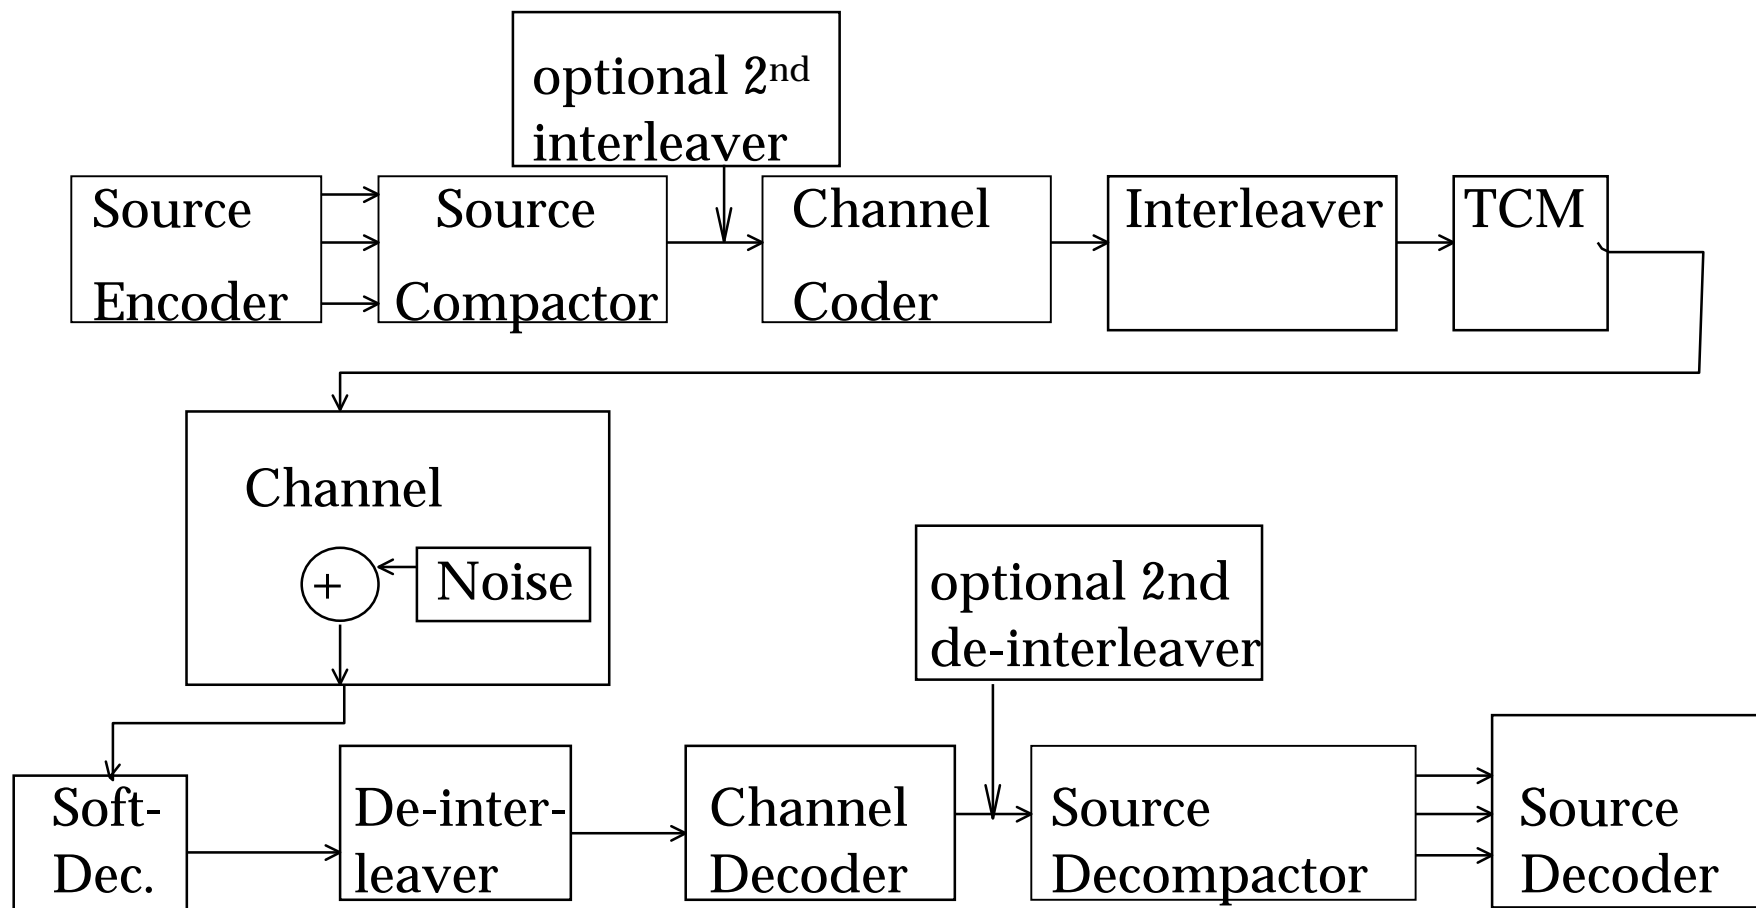 optional 2nd
interleaver
Source
Encoder
Source
Compactor
Channel
Coder
Interleaver
TCM
Channel
+
Noise
optional 2nd
de-interleaver
Soft-
Dec.
De-inter-
leaver
Channel
Decoder
Source
Decompactor
Source
Decoder